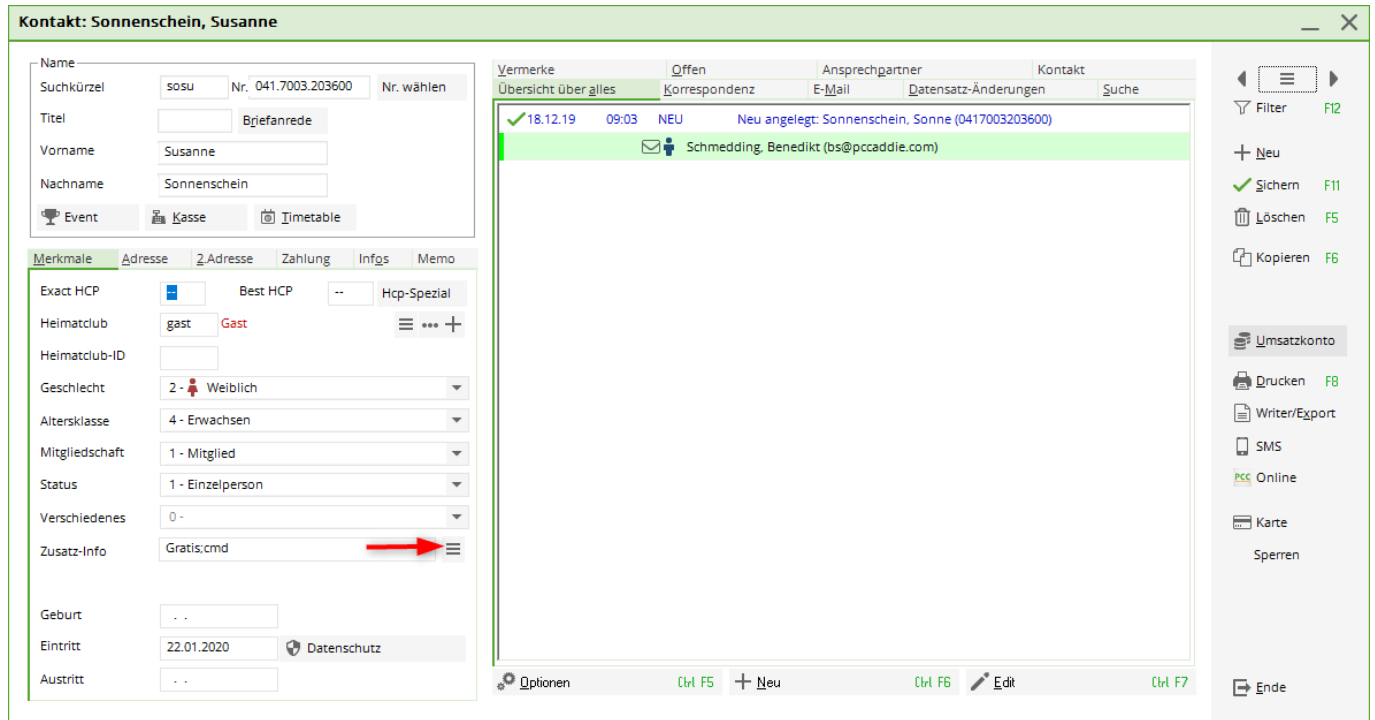 Kontakt: Sonnenschein, Susanne
Name
Suchkürzel sosu Nr. 041.7003.203600 Nr. wählen
Titel Briefanrede
Vorname Susanne
Nachname Sonnenschein
Event Kasse Timetable
Merkmale Adresse 2.Adresse Zahlung Infos Memo
Exact HCP -- Best HCP -- Hcp-Spezial
Heimatclub gast Gast
Heimatclub-ID
Geschlecht 2 - Weiblich
Altersklasse 4 - Erwachsen
Mitgliedschaft 1 - Mitglied
Status 1 - Einzelperson
Verschiedenes 0 -
Zusatz-Info Gratis;cmd
Geburt . .
Eintritt 22.01.2020 Datenschutz
Austritt . .
Vermerke Offen Ansprechpartner Kontakt
Übersicht über alles Korrespondenz E-Mail Datensatz-Änderungen Suche
18.12.19 09:03 NEU Neu angelegt: Sonnenschein, Sonne (0417003203600)
Schmedding, Benedikt (bs@pccaddie.com)
Optionen Ctrl F5 Neu Ctrl F6 Edit Ctrl F7
Filter F12
Neu
Sichern F11
Löschen F5
Kopieren F6
Umsatzkonto
Drucken F8
Writer/Export
SMS
PCC Online
Karte
Sperren
Ende